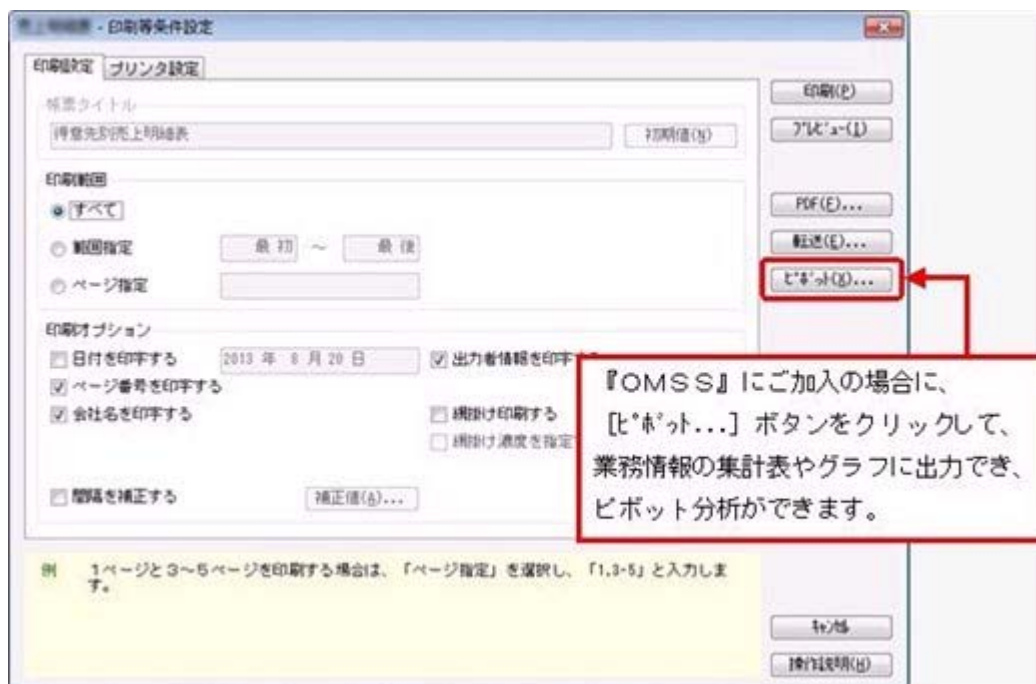 - 印刷等条件設定
印刷設定 プリンタ設定
帳票タイトル
得意先別売上明細表 初期値(N)
印刷範囲
すべて
範囲指定 最初 ～ 最後
ページ指定
印刷オプション
日付を印字する 2013 年 8 月 20 日 出力者情報を印字する
ページ番号を印字する
会社名を印字する 網掛け印刷する
網掛け濃度を指定
間隔を補正する 補正値(A)...
印刷(P)
ﾌﾟﾚﾋﾞｭｰ(I)
PDF(F)...
転送(E)...
ﾋﾟﾎﾞｯﾄ(X)...
『ＯＭＳＳ』にご加入の場合に、
［ﾋﾟﾎﾞｯﾄ...］ボタンをクリックして、
業務情報の集計表やグラフに出力でき、
ピボット分析ができます。
例 １ページと３～５ページを印刷する場合は、「ページ指定」を選択し、「1,3-5」と入力しま
す。
ｷｬﾝｾﾙ
操作説明(H)